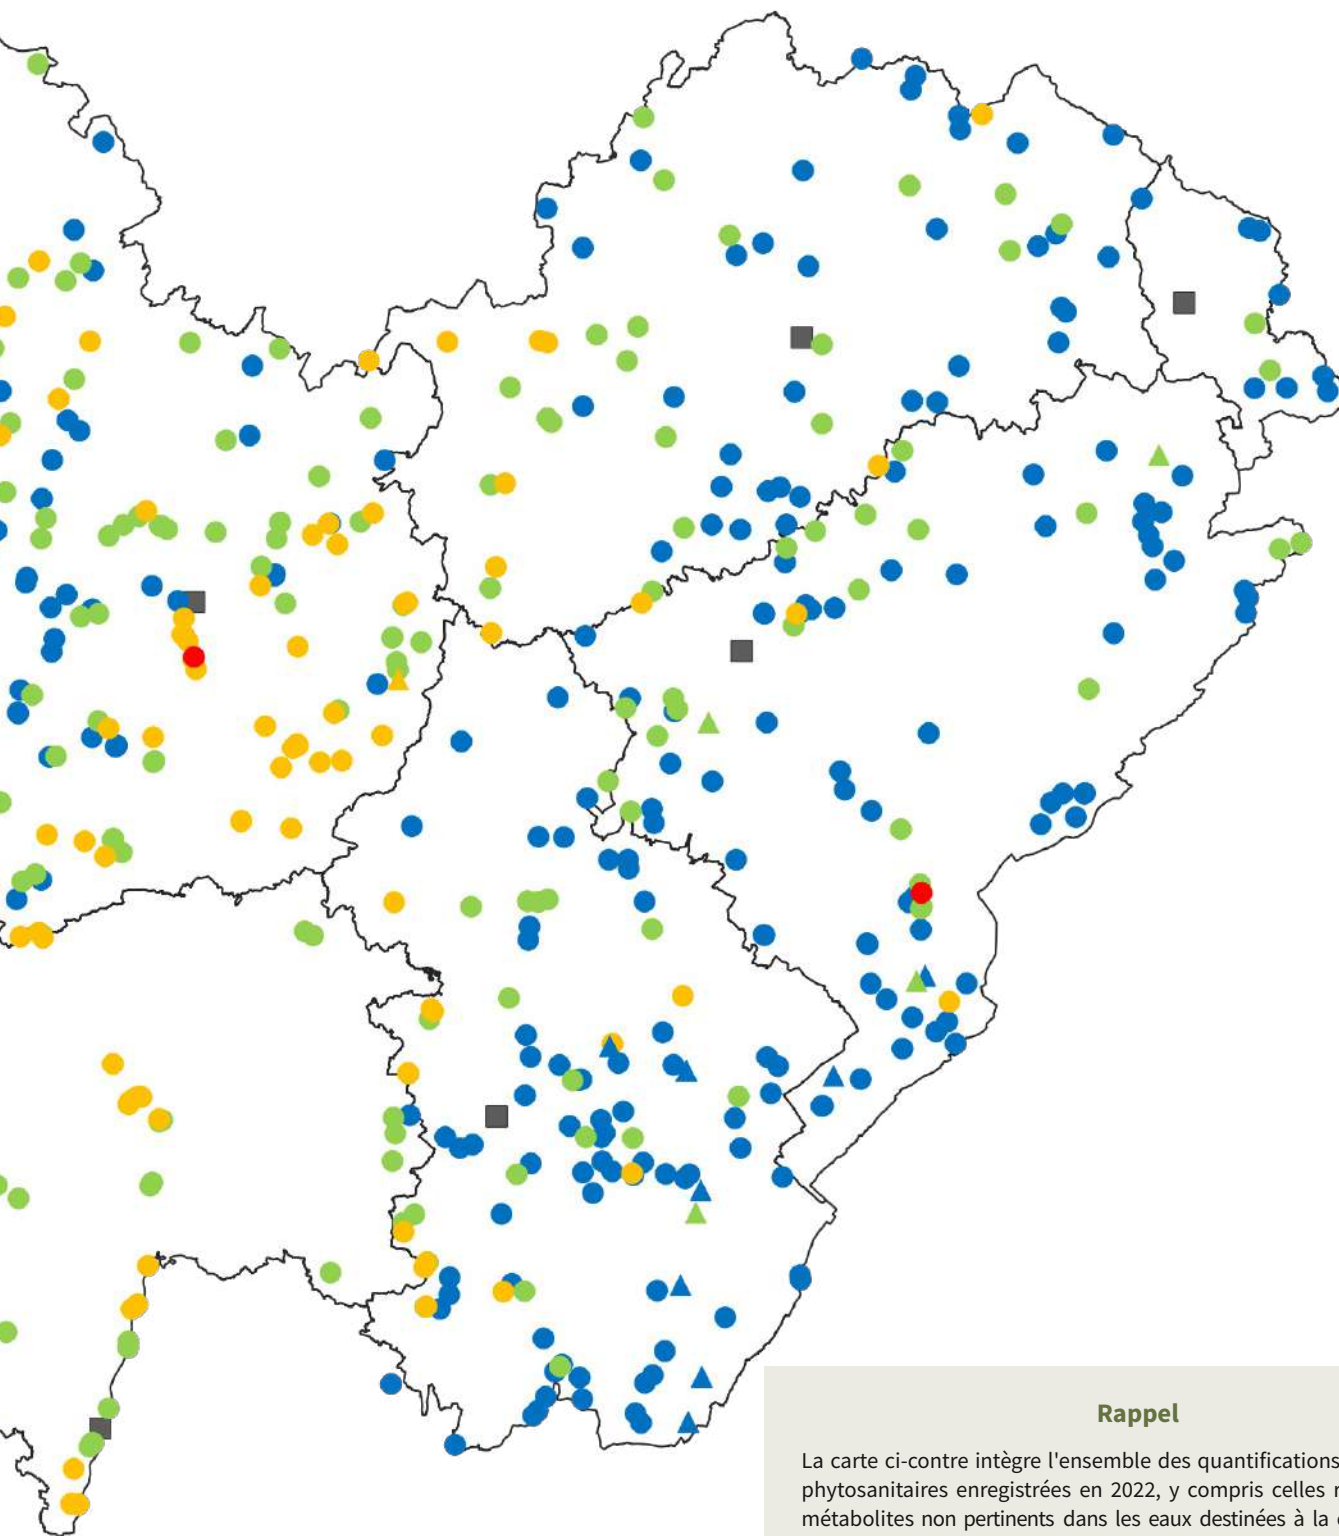 Rappel
La carte ci-contre intègre l'ensemble des quantifications
phytosanitaires enregistrées en 2022, y compris celles
métabolites non pertinents dans les eaux destinées à la